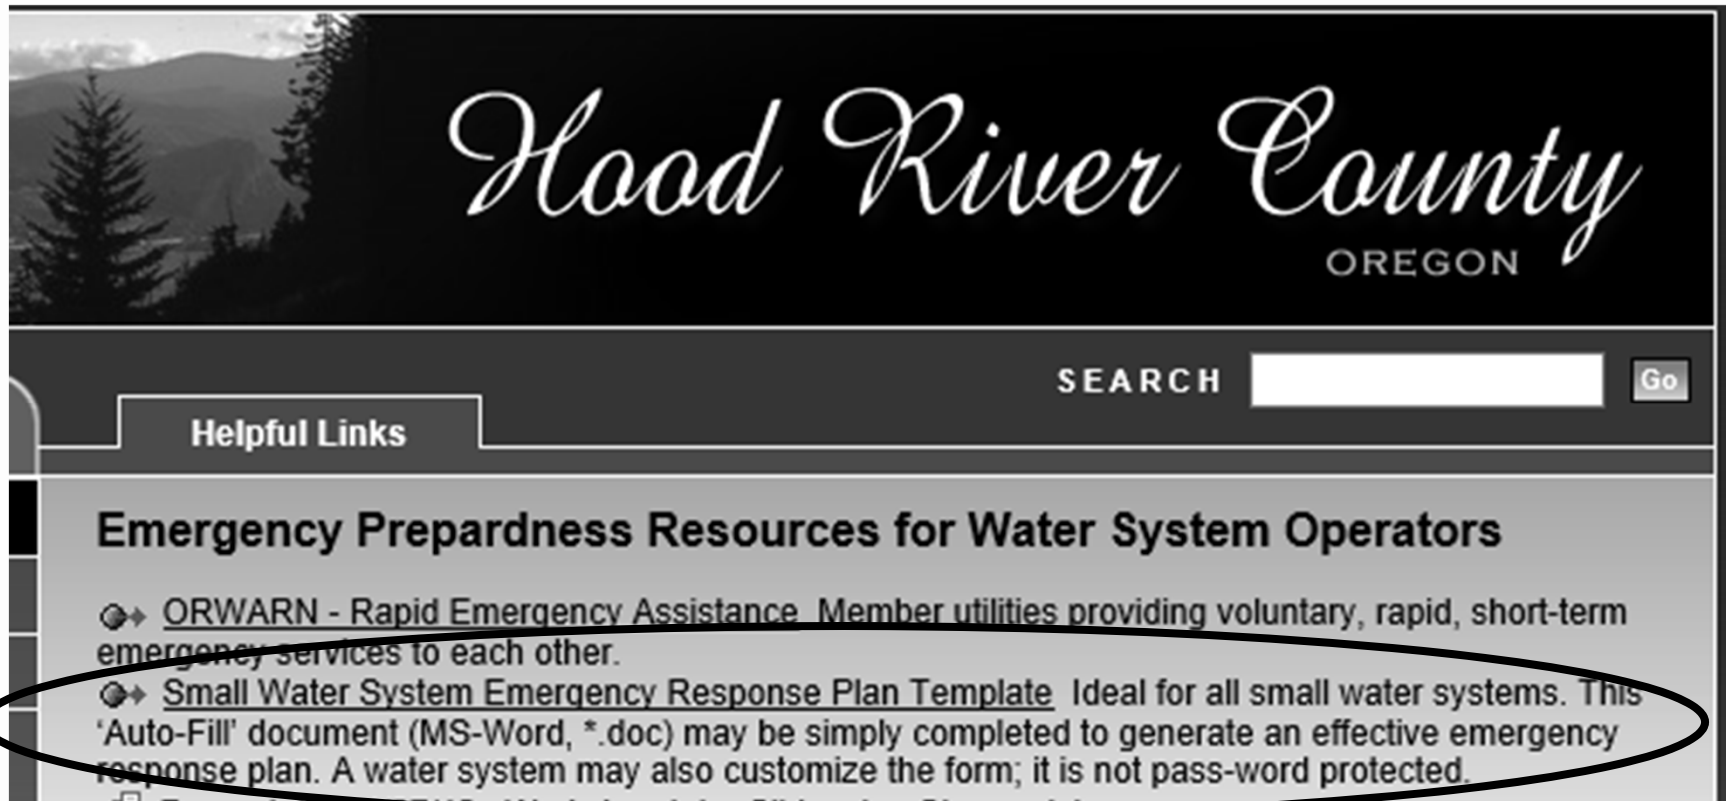 Hood River County
OREGON
SEARCH Go
Helpful Links
Emergency Prepardness Resources for Water System Operators
ORWARN - Rapid Emergency Assistance Member utilities providing voluntary, rapid, short-term
emergency services to each other.
Small Water System Emergency Response Plan Template Ideal for all small water systems. This
‘Auto-Fill’ document (MS-Word, *.doc) may be simply completed to generate an effective emergency
response plan. A water system may also customize the form; it is not pass-word protected.